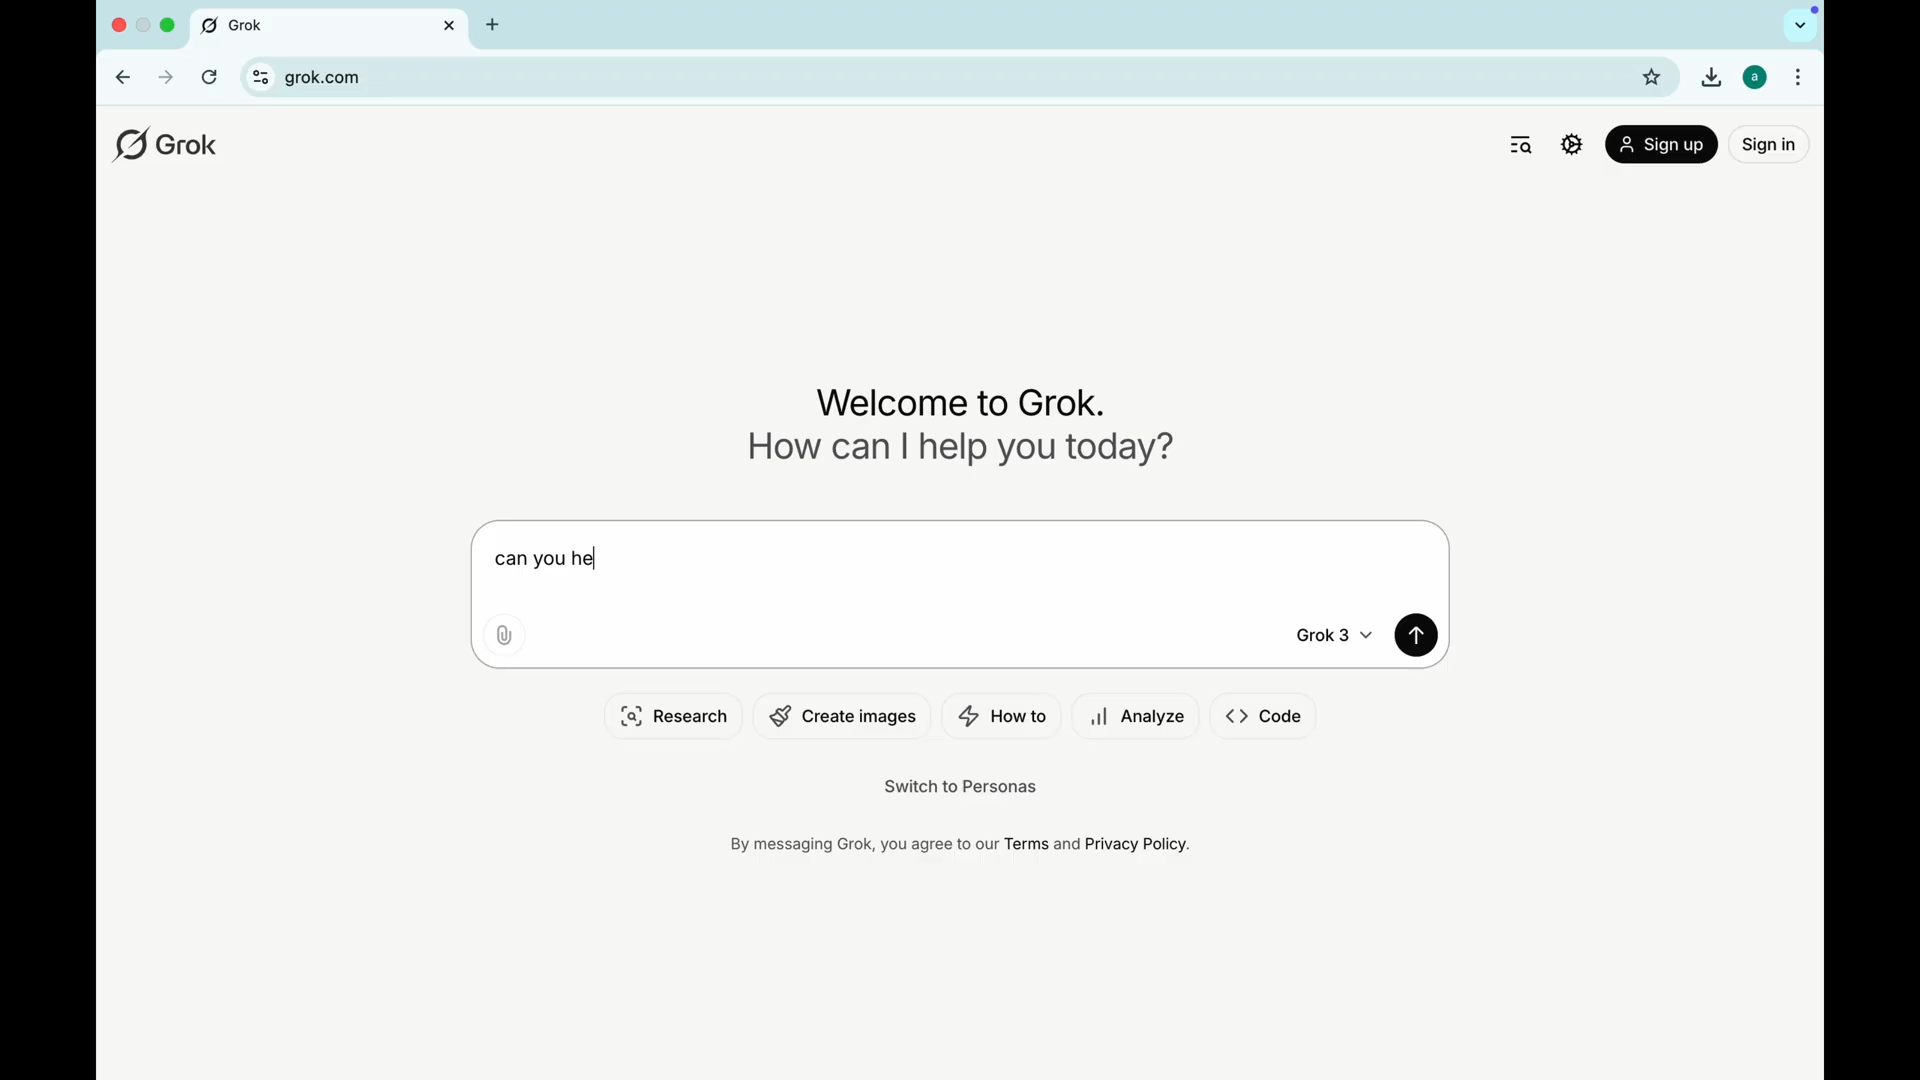 Grok
grok.com
a
Grok
Sign up
Sign in
Welcome to Grok.
How can I help you today?
can you he
Grok 3
Research
Create images
How to
Analyze
Code
Switch to Personas
By messaging Grok, you agree to our Terms and Privacy Policy.